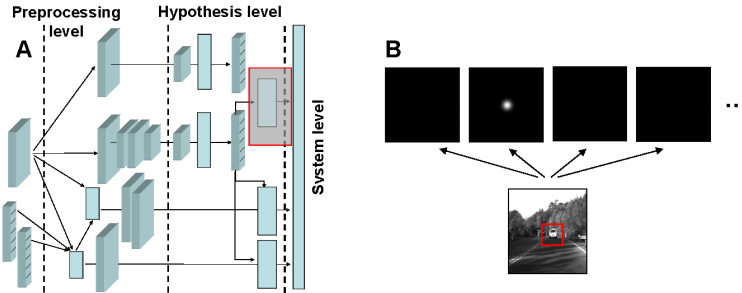 Preprocessing
level
Hypothesis level
A
System level
B
..